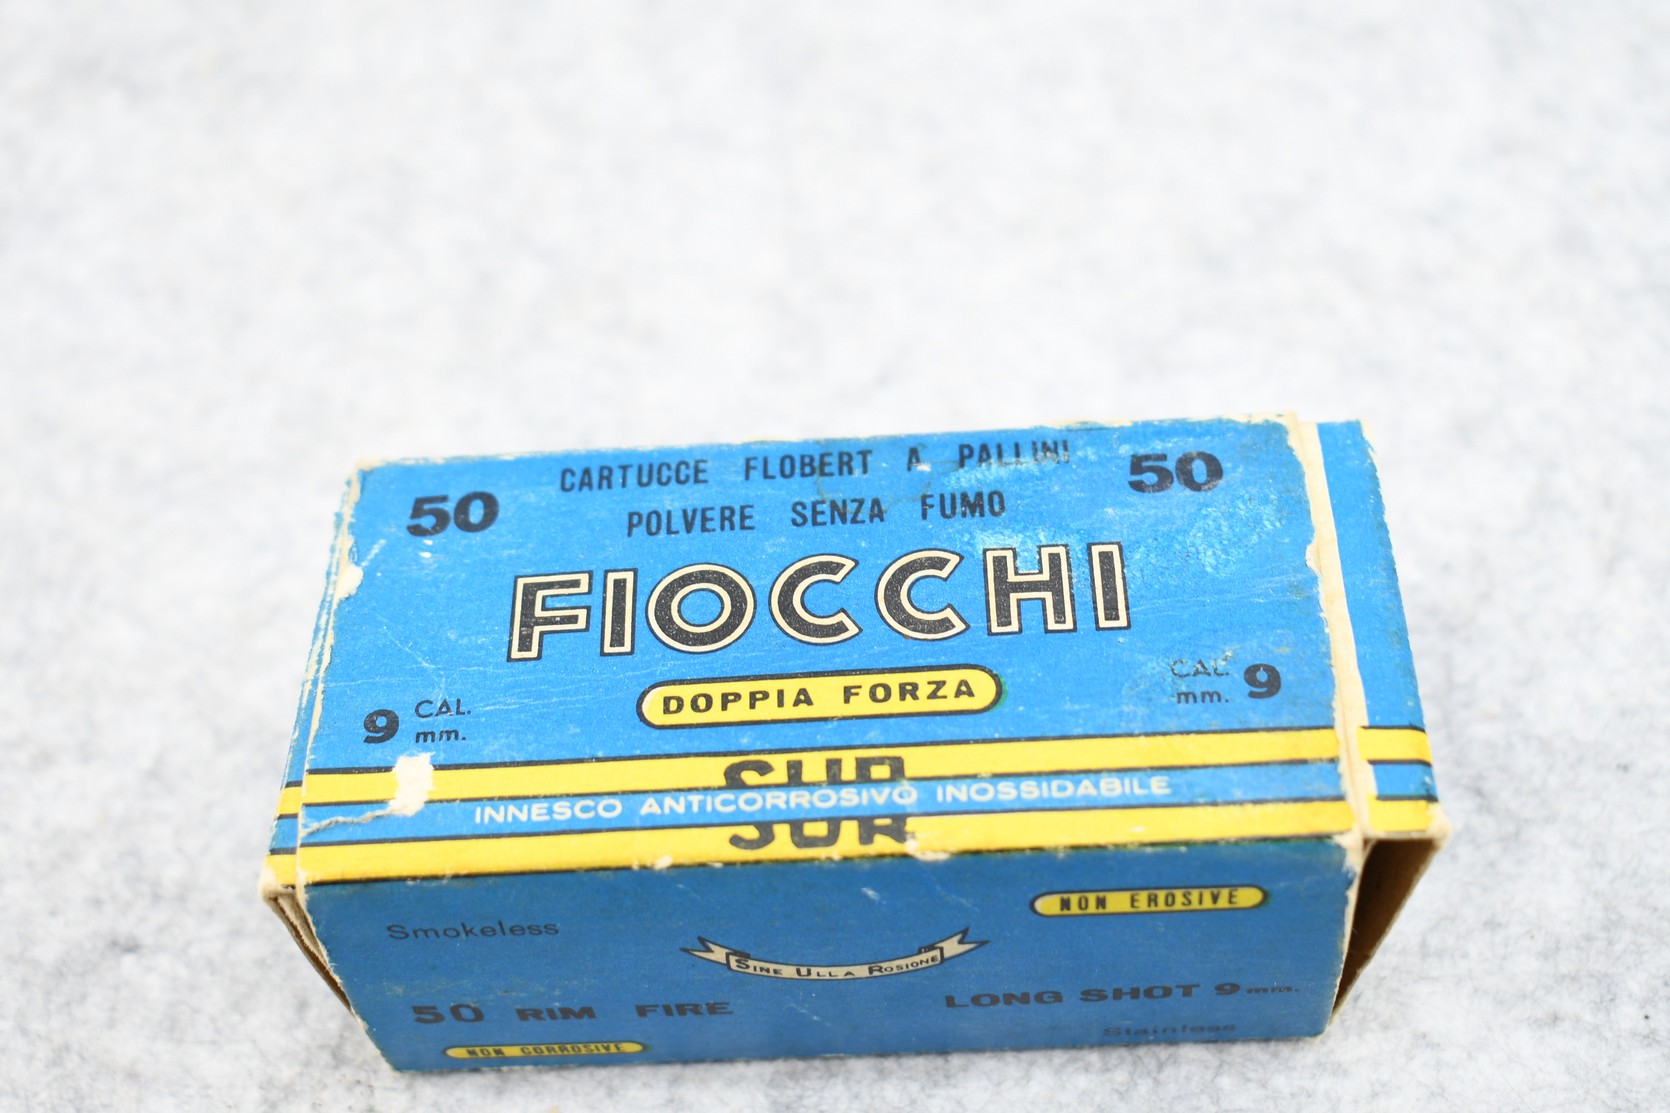 CARTUCCE FLOBERT A PALLINI
50 50
POLVERE SENZA FUMO
FIOCCHI
DOPPIA FORZA
9 CAL. mm.
CAL. mm. 9
SUR
INNESCO ANTICORROSIVO INOSSIDABILE
SUR
NON EROSIVE
Smokeless
SINE ULLA ROSIONE
50 RIM FIRE
LONG SHOT 9 mm.
Stainless
NON CORROSIVE